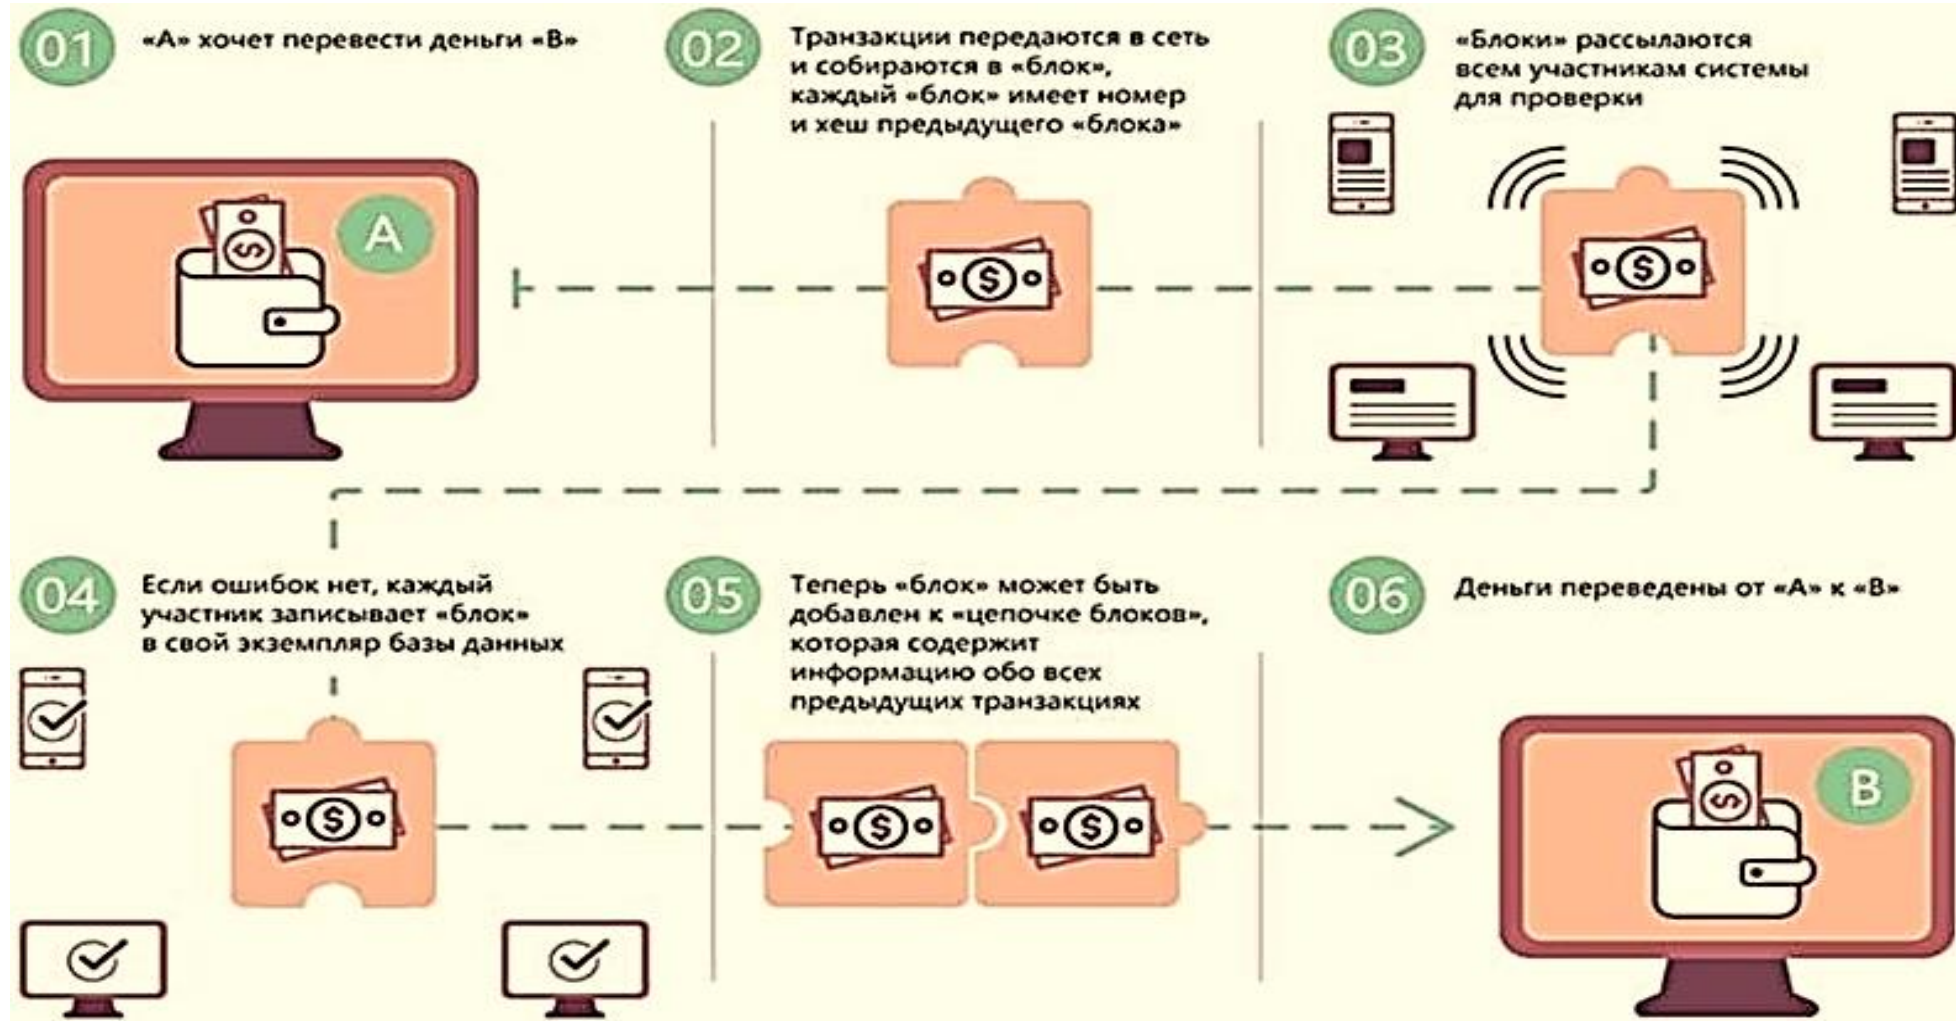 01
«А» хочет перевести деньги «В»
02
Транзакции передаются в сеть
и собираются в «блок»,
каждый «блок» имеет номер
и хеш предыдущего «блока»
03
«Блоки» рассылаются
всем участникам системы
для проверки
A
04
Если ошибок нет, каждый
участник записывает «блок»
в свой экземпляр базы данных
05
Теперь «блок» может быть
добавлен к «цепочке блоков»,
которая содержит
информацию обо всех
предыдущих транзакциях
06
Деньги переведены от «А» к «В»
B